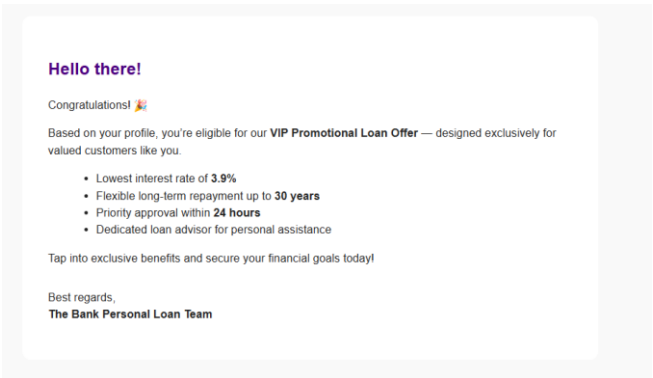 Hello there!
Congratulations! 🎉
Based on your profile, you're eligible for our VIP Promotional Loan Offer — designed exclusively for
valued customers like you.
• Lowest interest rate of 3.9%
• Flexible long-term repayment up to 30 years
• Priority approval within 24 hours
• Dedicated loan advisor for personal assistance
Tap into exclusive benefits and secure your financial goals today!
Best regards,
The Bank Personal Loan Team